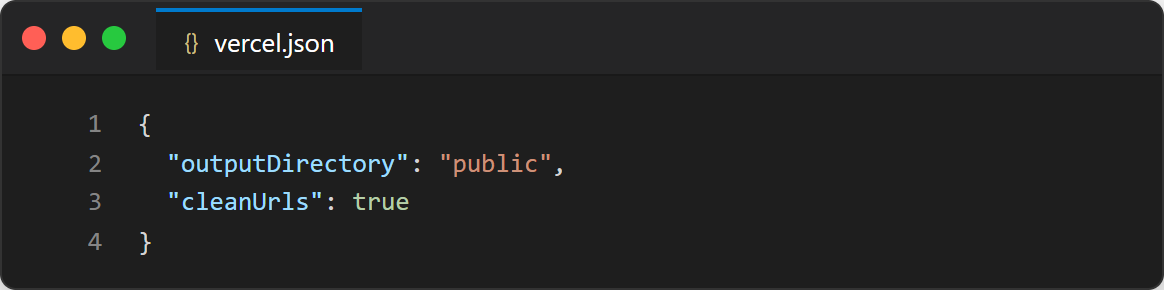 {} vercel.json
1 {
2   "outputDirectory": "public",
3   "cleanUrls": true
4 }